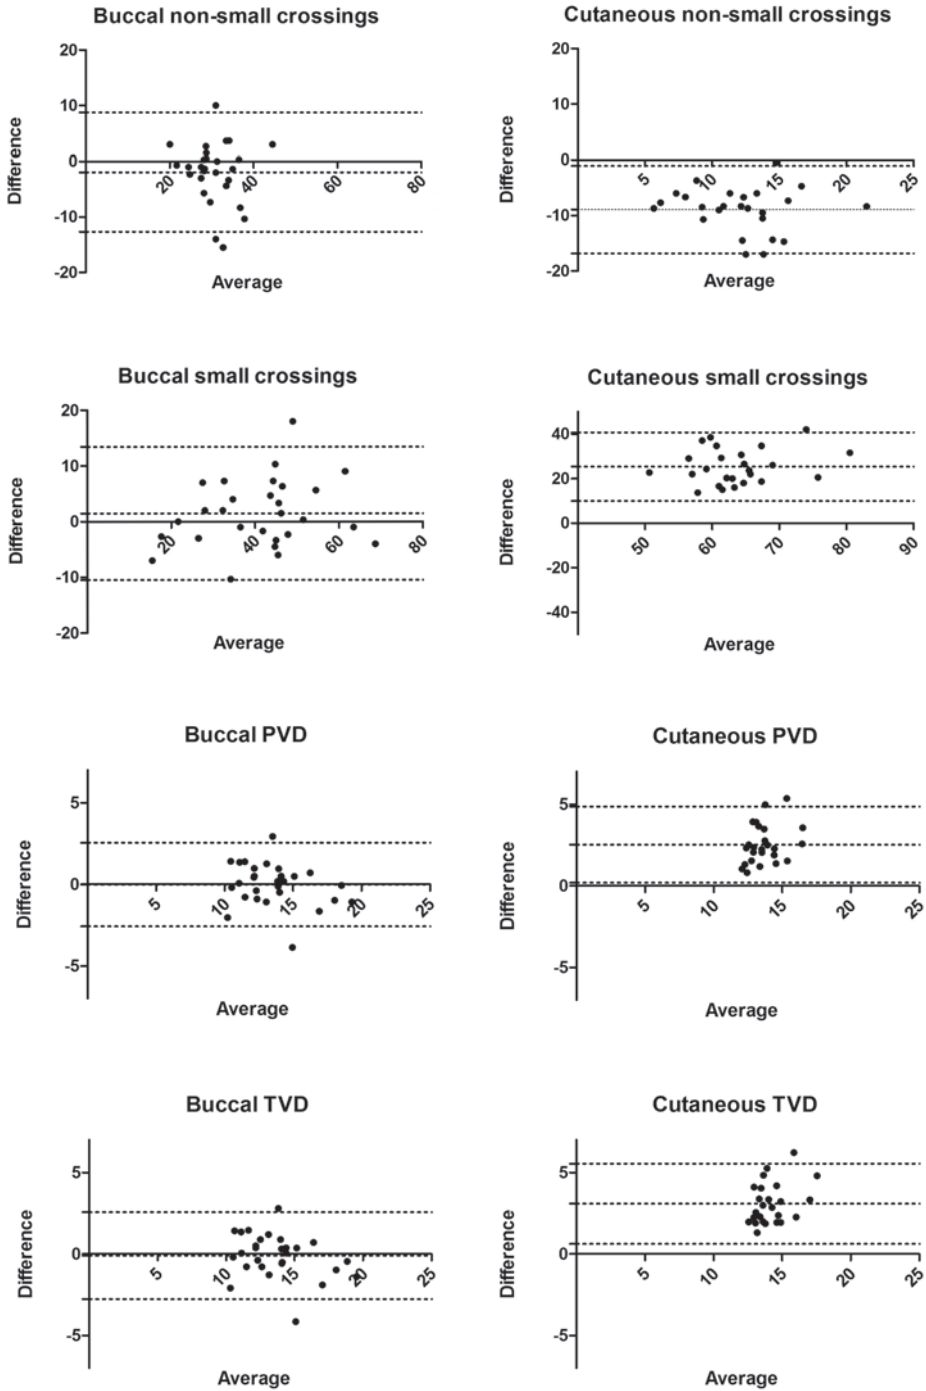 Buccal non-small crossings
20
10
0
-10
-20
20
40
60
80
Difference
Average
Cutaneous non-small crossings
20
10
0
-10
-20
5
10
15
20
25
Difference
Average
Buccal small crossings
20
10
0
-10
-20
20
40
60
80
Difference
Average
Cutaneous small crossings
40
20
0
-20
-40
50
60
70
80
90
Difference
Average
Buccal PVD
5
0
-5
5
10
15
20
25
Difference
Average
Cutaneous PVD
5
0
-5
5
10
15
20
25
Difference
Average
Buccal TVD
5
0
-5
5
10
15
20
25
Difference
Average
Cutaneous TVD
5
0
-5
5
10
15
20
25
Difference
Average